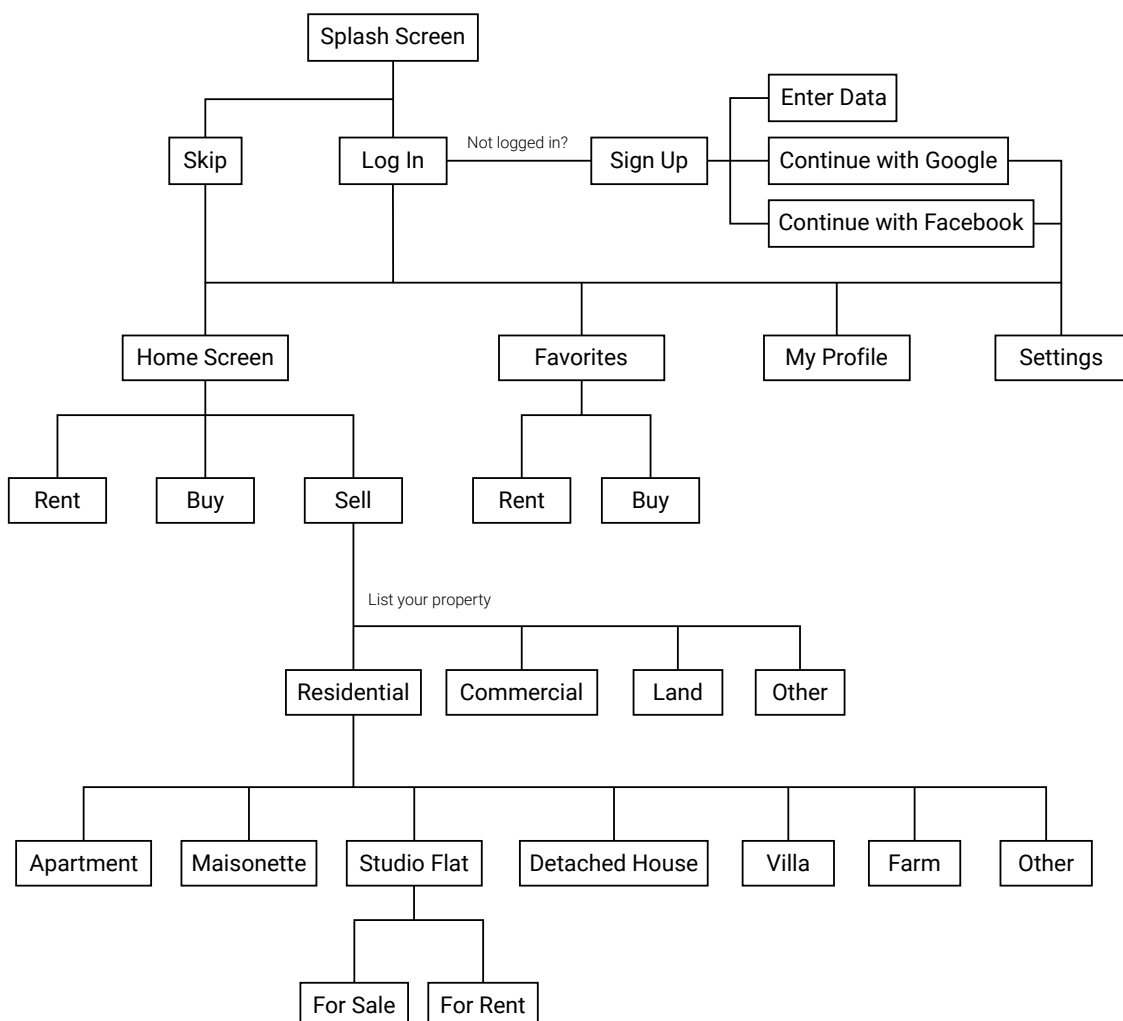 Splash Screen
Enter Data
Skip
Log In
Not logged in?
Sign Up
Continue with Google
Continue with Facebook
Home Screen
Favorites
My Profile
Settings
Rent
Buy
Sell
Rent
Buy
List your property
Residential
Commercial
Land
Other
Apartment
Maisonette
Studio Flat
Detached House
Villa
Farm
Other
For Sale
For Rent